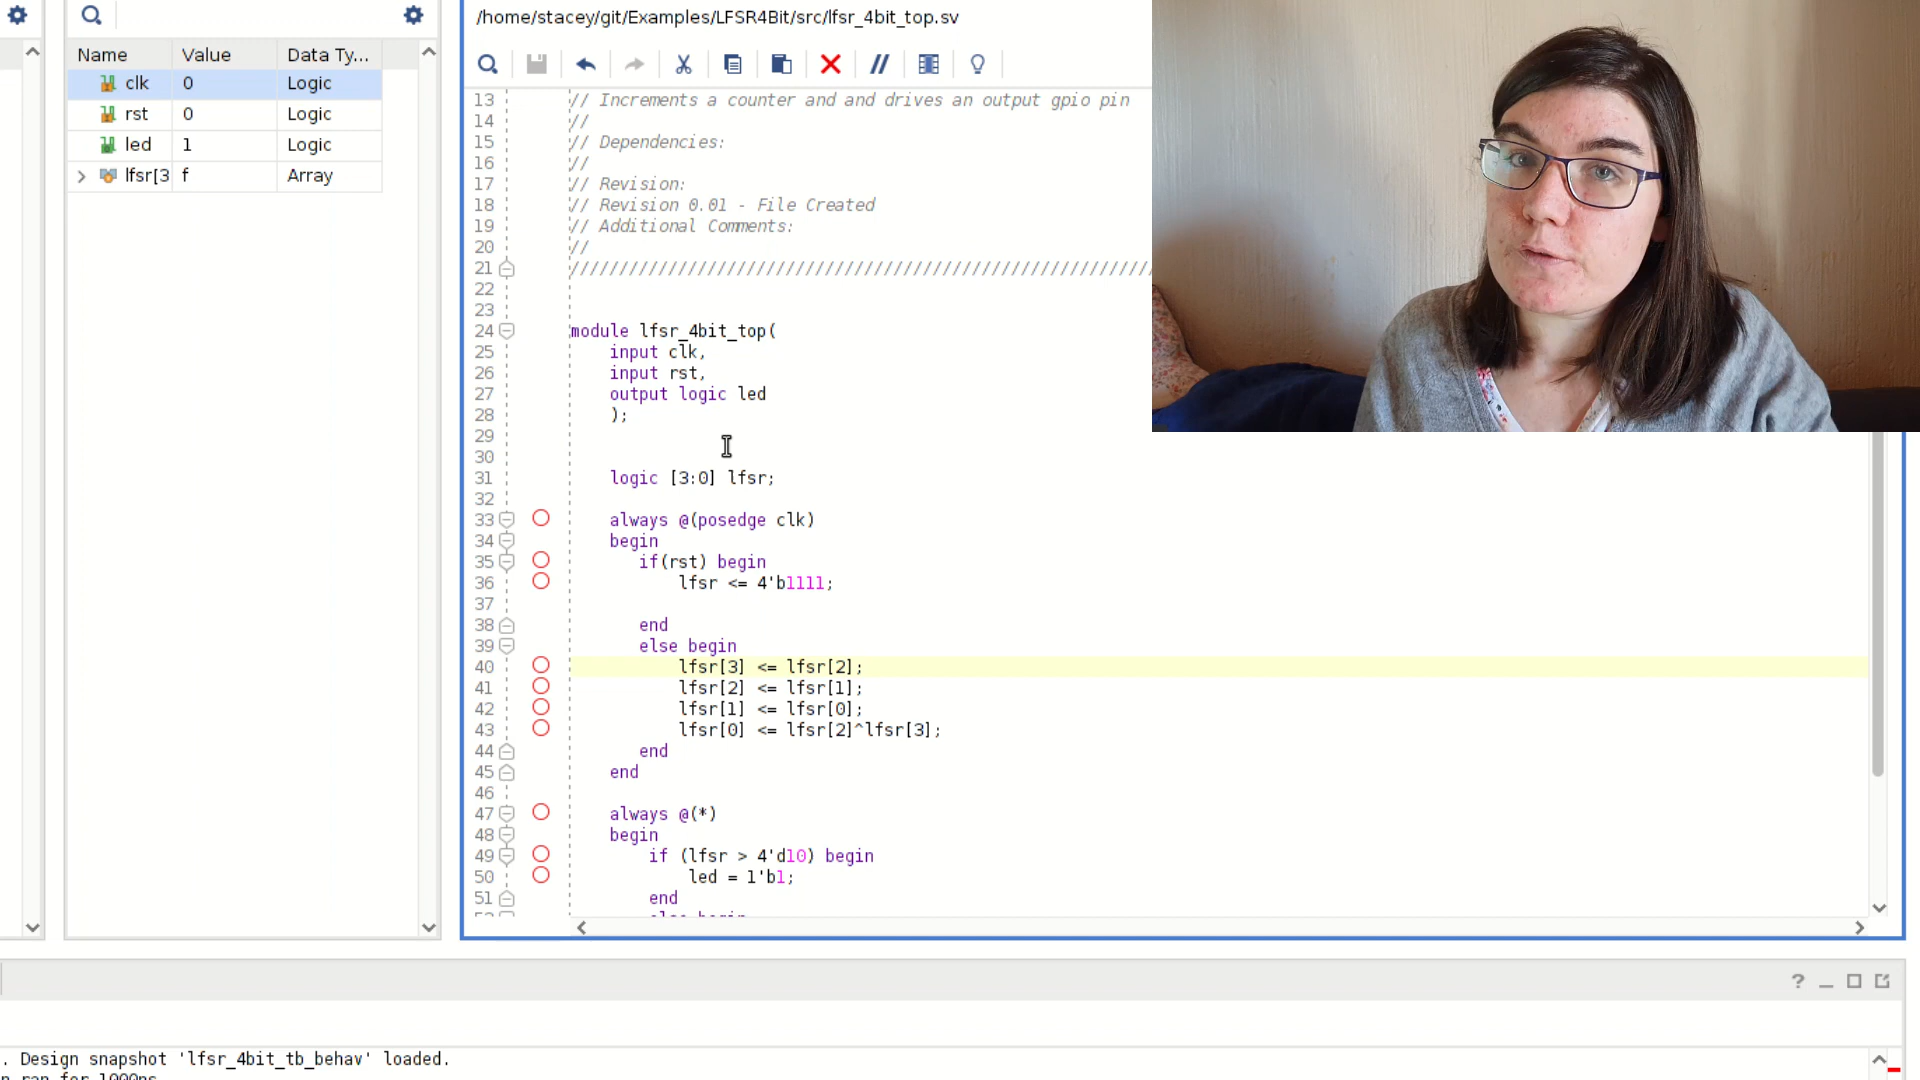 Name Value Data Ty...
clk 0 Logic
rst 0 Logic
led 1 Logic
lfsr[3 f Array
/home/stacey/git/Examples/LFSR4Bit/src/lfsr_4bit_top.sv
13 // Increments a counter and and drives an output gpio pin
14 //
15 // Dependencies:
16 //
17 // Revision:
18 // Revision 0.01 - File Created
19 // Additional Comments:
20 //
21 ///////////////////////////////////////////////////////////
22
23
24 module lfsr_4bit_top(
25 input clk,
26 input rst,
27 output logic led
28 );
29
30
31 logic [3:0] lfsr;
32
33 always @(posedge clk)
34 begin
35 if(rst) begin
36 lfsr <= 4'b1111;
37
38 end
39 else begin
40 lfsr[3] <= lfsr[2];
41 lfsr[2] <= lfsr[1];
42 lfsr[1] <= lfsr[0];
43 lfsr[0] <= lfsr[2]^lfsr[3];
44 end
45 end
46
47 always @(*)
48 begin
49 if (lfsr > 4'd10) begin
50 led = 1'b1;
51 end
else begin
. Design snapshot 'lfsr_4bit_tb_behav' loaded.
n ran for 1000ns